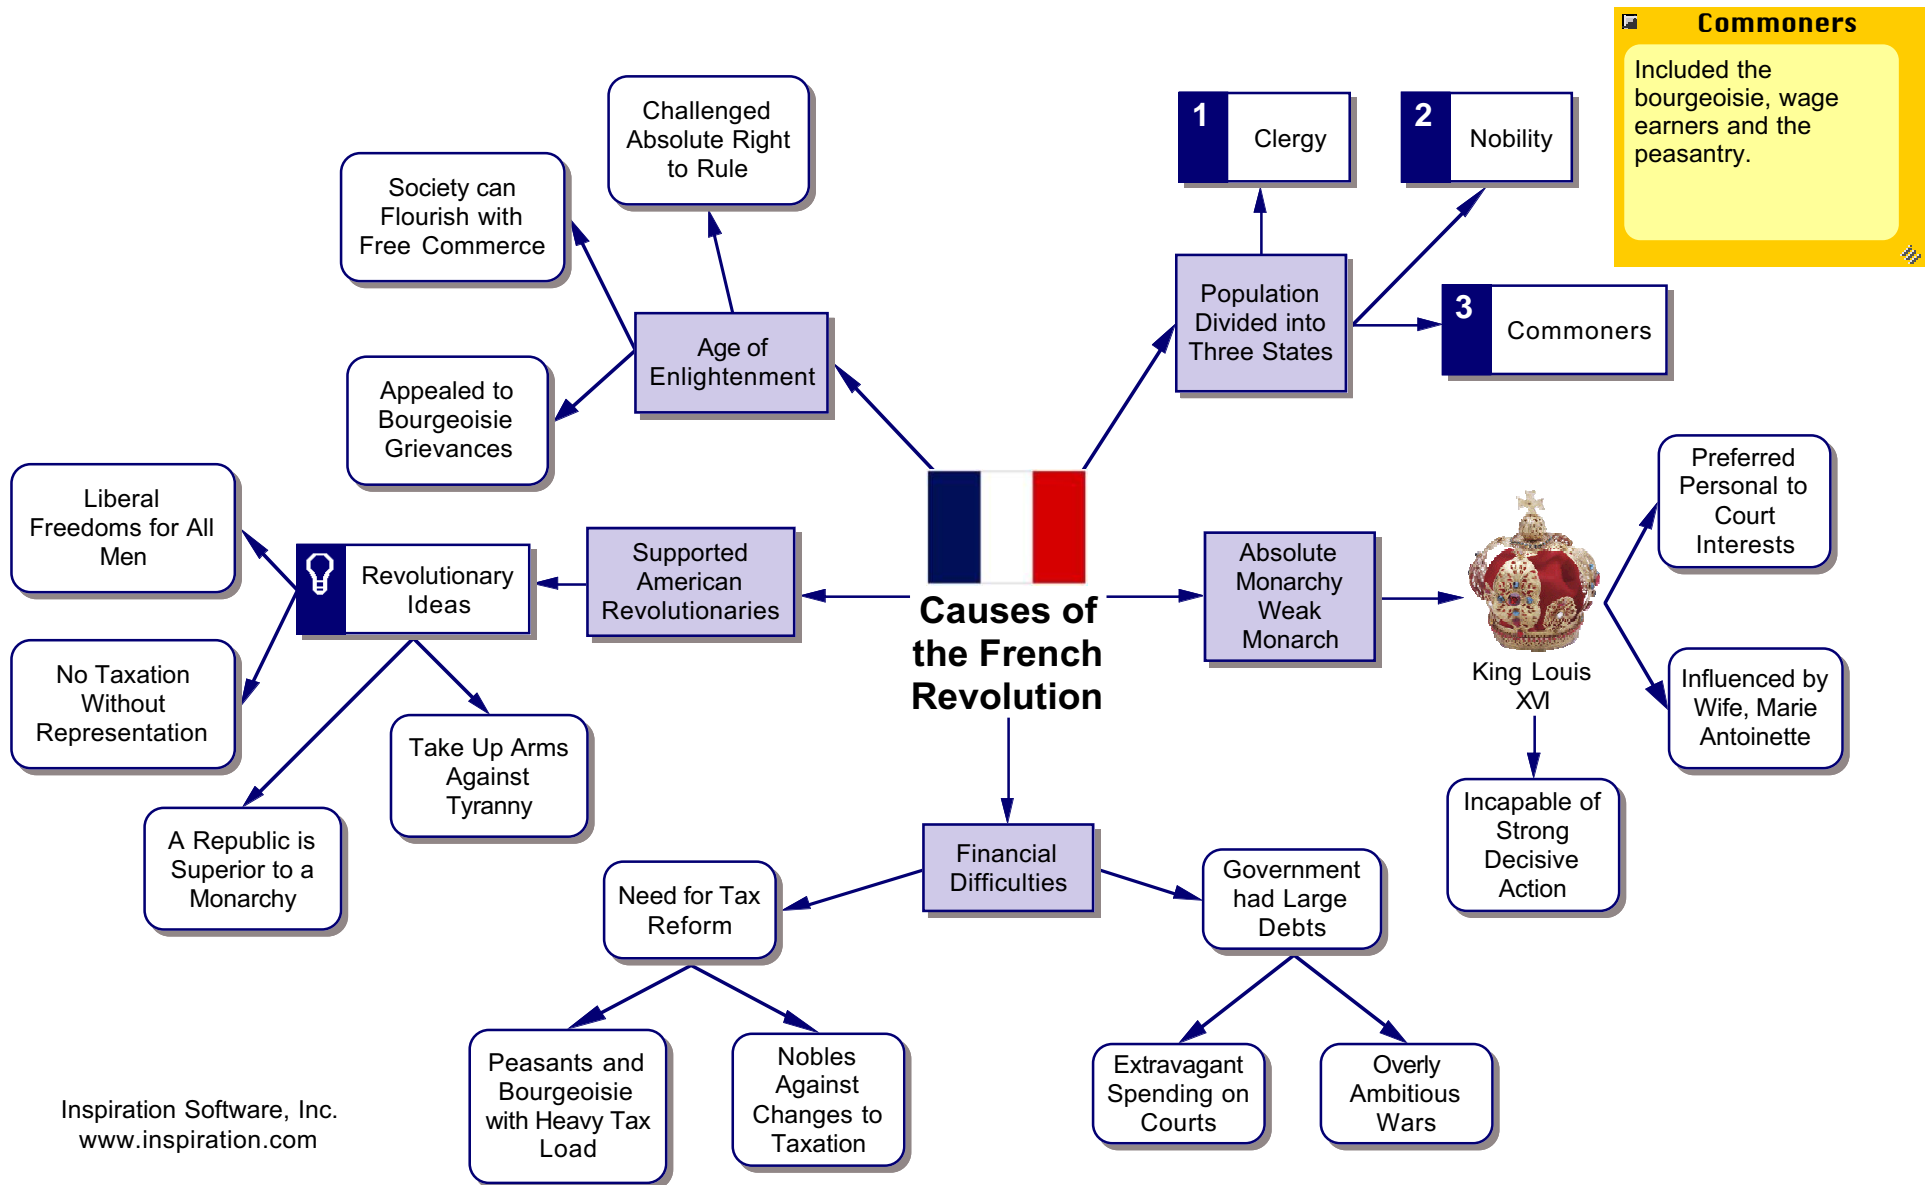 Commoners
Included the
bourgeoisie, wage
earners and the
peasantry.
Challenged
Absolute Right
to Rule
1
Clergy
2
Nobility
Society can
Flourish with
Free Commerce
Population
Divided into
Three States
3
Commoners
Age of
Enlightenment
Appealed to
Bourgeoisie
Grievances
Preferred
Personal to
Court
Interests
Liberal
Freedoms for All
Men
Revolutionary
Ideas
Supported
American
Revolutionaries
Causes of
the French
Revolution
Absolute
Monarchy
Weak
Monarch
King Louis
XVI
No Taxation
Without
Representation
Influenced by
Wife, Marie
Antoinette
Take Up Arms
Against
Tyranny
A Republic is
Superior to a
Monarchy
Incapable of
Strong
Decisive
Action
Financial
Difficulties
Need for Tax
Reform
Government
had Large
Debts
Peasants and
Bourgeoisie
with Heavy Tax
Load
Nobles
Against
Changes to
Taxation
Extravagant
Spending on
Courts
Overly
Ambitious
Wars
Inspiration Software, Inc.
www.inspiration.com